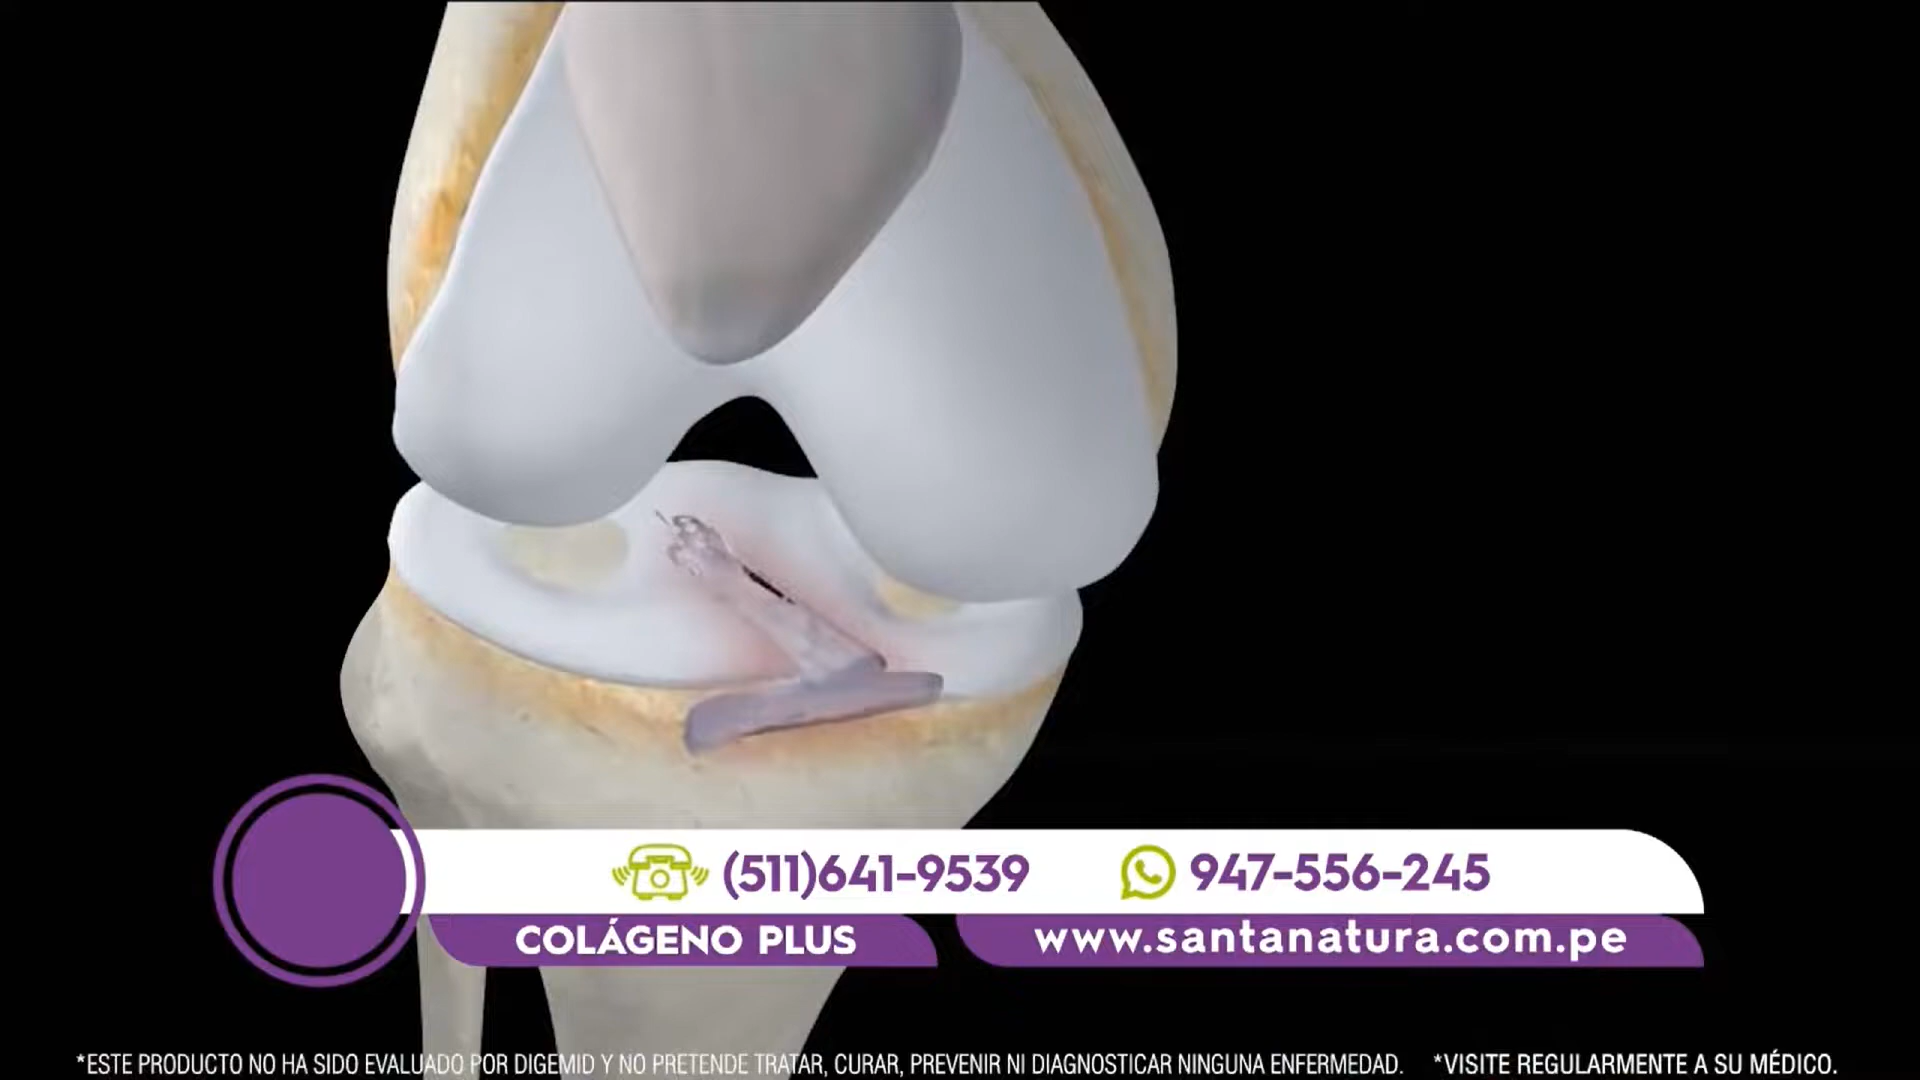 (511)641-9539
947-556-245
COLÁGENO PLUS
www.santanatura.com.pe
*ESTE PRODUCTO NO HA SIDO EVALUADO POR DIGEMID Y NO PRETENDE TRATAR, CURAR, PREVENIR NI DIAGNOSTICAR NINGUNA ENFERMEDAD. *VISITE REGULARMENTE A SU MÉDICO.